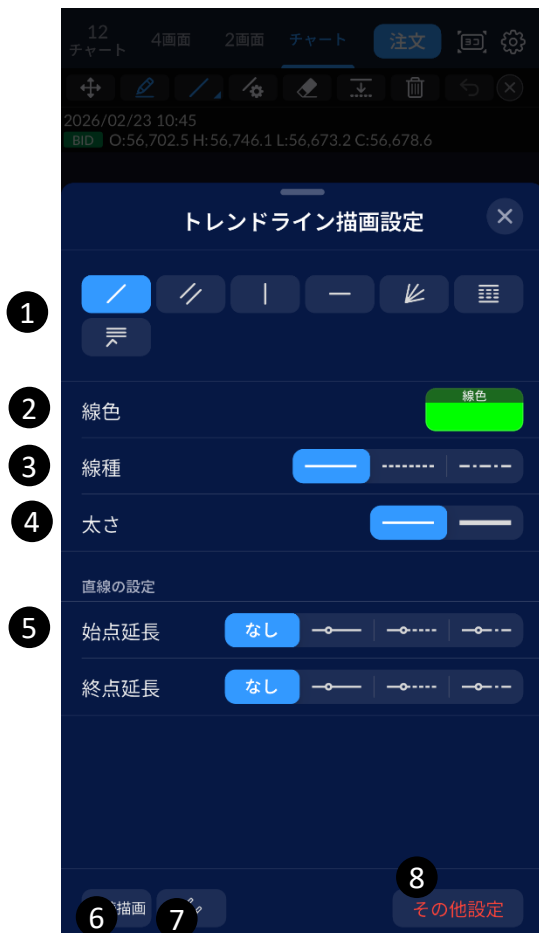 12
チャート
4画面
2画面
チャート
注文
ヨコ
2026/02/23 10:45
BID O:56,702.5 H:56,746.1 L:56,673.2 C:56,678.6
トレンドライン描画設定
1
2 線色
線色
3 線種
4 太さ
直線の設定
5 始点延長 なし
終点延長 なし
6 描画
7
8
その他設定